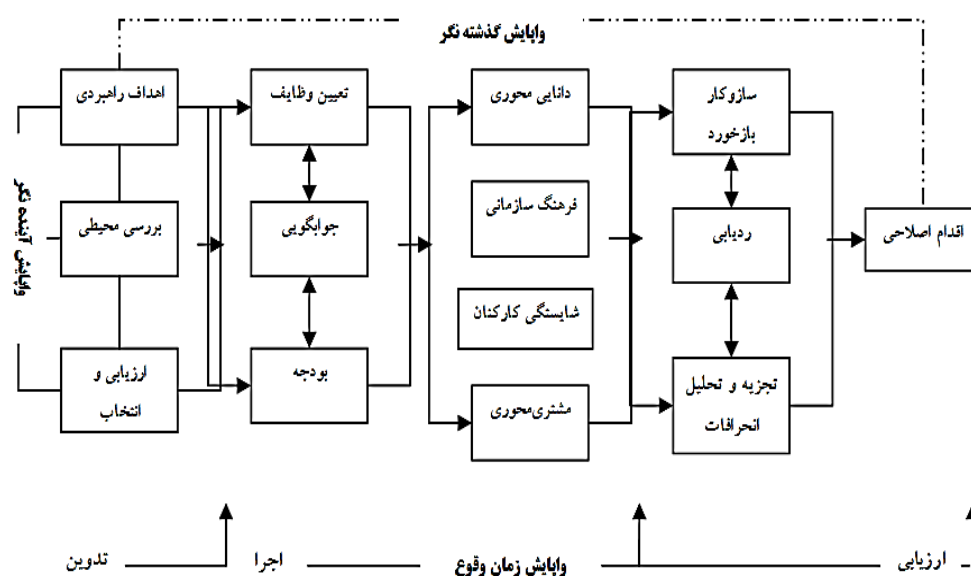 واپایش گذشته نگر
اهداف راهبردی
بررسی محیطی
ارزیابی و
انتخاب
واپایش آینده نگر
تعیین وظایف
جوابگویی
بودجه
دانایی محوری
فرهنگ سازمانی
شایستگی کارکنان
مشتری‌محوری
سازوکار
بازخورد
ردیابی
تجزیه و تحلیل
انحرافات
اقدام اصلاحی
تدوین
اجرا
واپایش زمان وقوع
ارزیابی